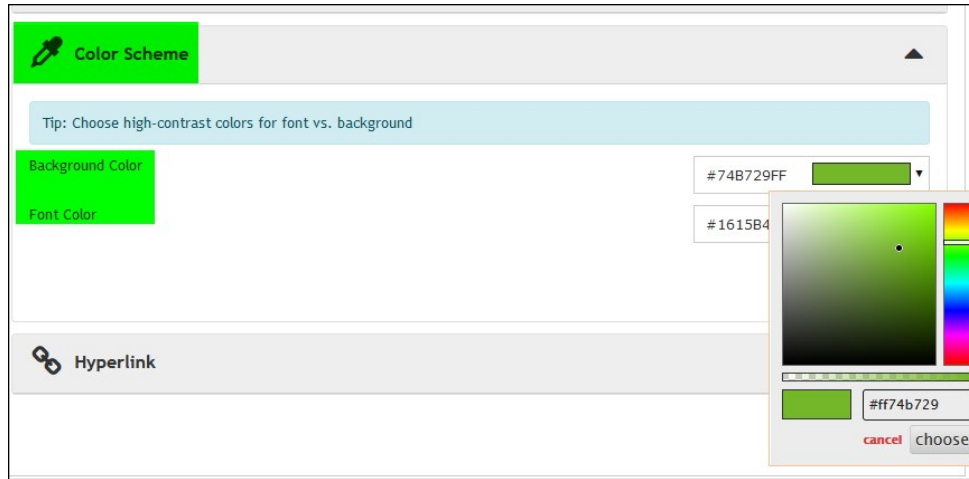 Color Scheme
Tip: Choose high-contrast colors for font vs. background
Background Color
#74B729FF
Font Color
#1615B4
Hyperlink
#ff74b729
cancel choose